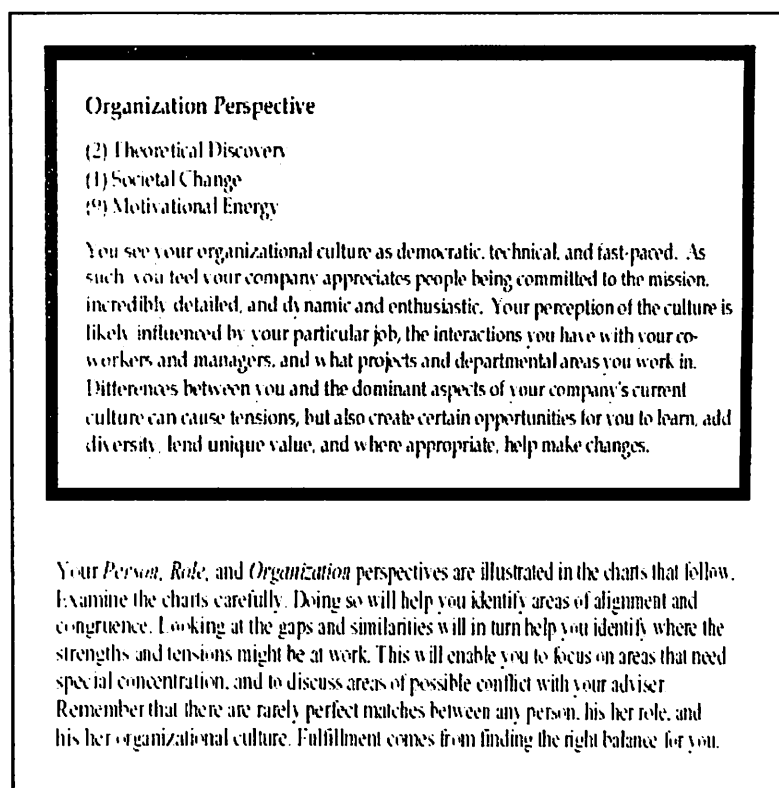 Organization Perspective
(2) Theoretical Discovery
(1) Societal Change
(9) Motivational Energy
You see your organizational culture as democratic, technical, and fast-paced. As
such, you feel your company appreciates people being committed to the mission,
incredibly detailed, and dynamic and enthusiastic. Your perception of the culture is
likely influenced by your particular job, the interactions you have with your co-
workers and managers, and what projects and departmental areas you work in.
Differences between you and the dominant aspects of your company's current
culture can cause tensions, but also create certain opportunities for you to learn, add
diversity, lend unique value, and where appropriate, help make changes.
Your Person, Role, and Organization perspectives are illustrated in the charts that follow.
Examine the charts carefully. Doing so will help you identify areas of alignment and
congruence. Looking at the gaps and similarities will in turn help you identify where the
strengths and tensions might be at work. This will enable you to focus on areas that need
special concentration, and to discuss areas of possible conflict with your adviser.
Remember that there are rarely perfect matches between any person, his her role, and
his her organizational culture. Fulfillment comes from finding the right balance for you.